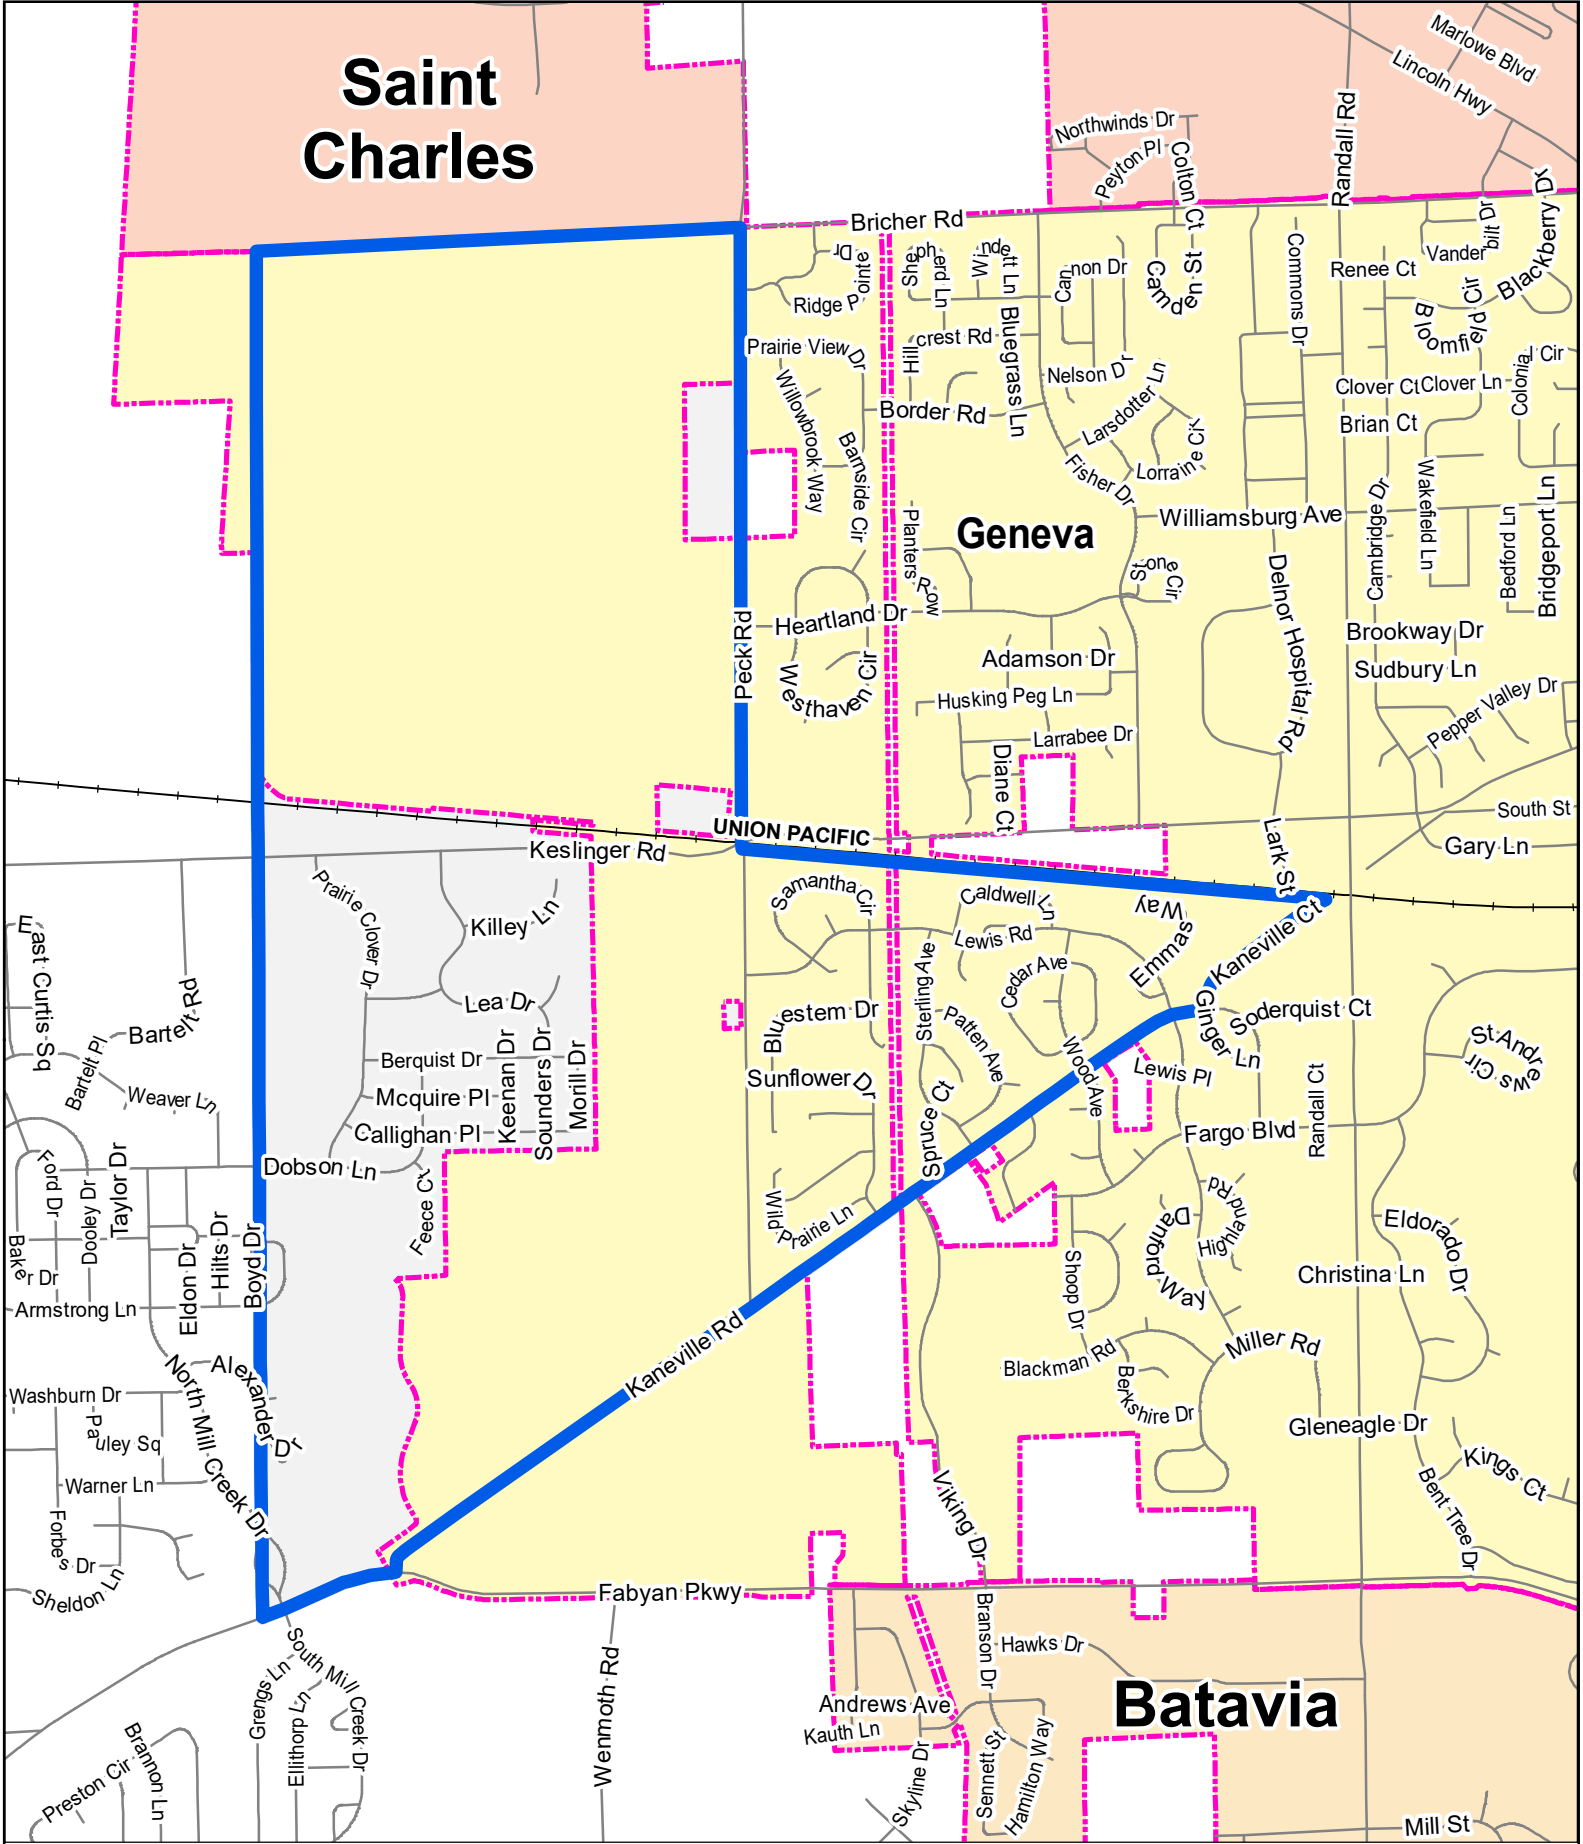 Saint
Charles
Marlowe Blvd
Lincoln Hwy
Randall Rd
Northwinds Dr
Peyton Pl
Colton Ct
Bricher Rd
Blackberry Dr
Vanderbilt Dr
Ridge Pointe Dr
Shepherd Ln
Windett Ln
Cannon Dr
Camden St
Commons Dr
Renee Ct
Bloomfield Cir
Prairie View Dr
Hillcrest Rd
Bluegrass Ln
Nelson Dr
Larsdotter Ln
Clover Ct
Clover Ln
Colonial Cir
Willowbrook Way
Barnside Cir
Border Rd
Fisher Dr
Lorraine Cir
Brian Ct
Planters Row
Geneva
Williamsburg Ave
Cambridge Dr
Wakefield Ln
Bedford Ln
Bridgeport Ln
Stone Cir
Delnor Hospital Rd
Peck Rd
Heartland Dr
Westhaven Cir
Adamson Dr
Husking Peg Ln
Larrabee Dr
Diane Ct
Brookway Dr
Sudbury Ln
Pepper Valley Dr
South St
Gary Ln
Lark St
UNION PACIFIC
Keslinger Rd
Prairie Clover Dr
Killey Ln
Lea Dr
Samantha Cir
Caldwell Ln
Lewis Rd
Emmas Way
Kaneville Ct
East Curtis Sq
Bartelt Rd
Bartelt Pl
Weaver Ln
Berquist Dr
Mcquire Pl
Callighan Pl
Keenan Dr
Sounders Dr
Morill Dr
Bluestem Dr
Sunflower Dr
Sterling Ave
Cedar Ave
Patten Ave
Wood Ave
Spruce Ct
Ginger Ln
Soderquist Ct
Lewis Pl
Fargo Blvd
Randall Ct
St Andrews Cir
Dobson Ln
Feece Ct
Ford Dr
Dooley Dr
Taylor Dr
Baker Dr
Eldon Dr
Hilts Dr
Boyd Dr
Armstrong Ln
Wild Prairie Ln
Danford Way
Highland Rd
Shoop Dr
Eldorado Dr
Christina Ln
Kaneville Rd
Blackman Rd
Berkshire Dr
Miller Rd
Gleneagle Dr
Alexander Dr
North Mill Creek Dr
Washburn Dr
Pauley Sq
Warner Ln
Forbes Dr
Sheldon Ln
Viking Dr
Bent Tree Dr
Kings Ct
Fabyan Pkwy
Branson Dr
Hawks Dr
South Mill Creek Dr
Grengs Ln
Ellithorp Ln
Wenmoth Rd
Andrews Ave
Kauth Ln
Skyline Dr
Sennett St
Hamilton Way
Batavia
Brannon Ln
Preston Cir
Mill St